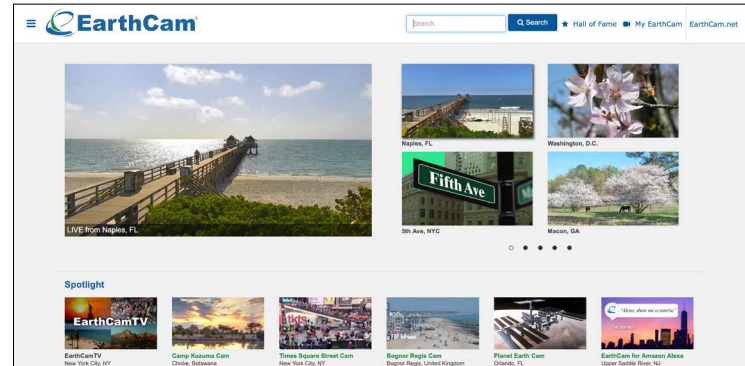 EarthCam
Search
Search
Hall of Fame
My EarthCam
EarthCam.net
LIVE from Naples, FL
Naples, FL
Washington, D.C.
Fifth Ave
5th Ave, NYC
Macon, GA
Spotlight
EarthCamTV
tkts
"Alexa, show me a sunrise"
EarthCamTV
New York City, NY
Camp Kuzuma Cam
Chobe, Botswana
Times Square Street Cam
New York City, NY
Bognor Regis Cam
Bognor Regis, United Kingdom
Planet Earth Cam
Orlando, FL
EarthCam for Amazon Alexa
Upper Saddle River, NJ